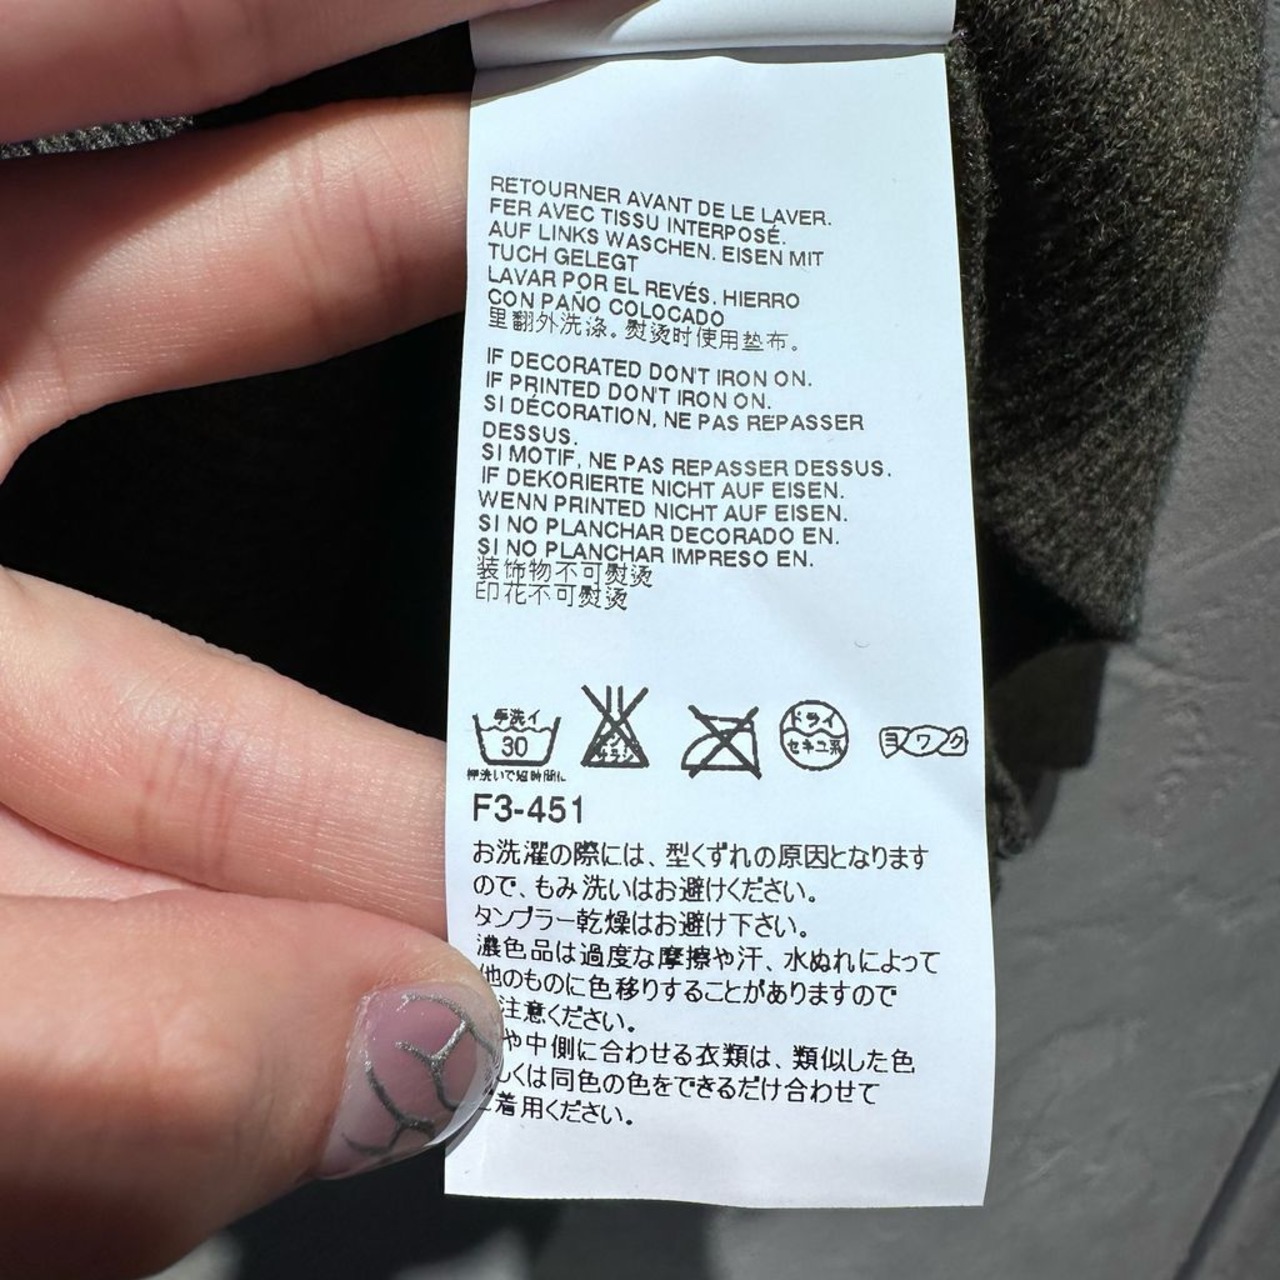 RETOURNER AVANT DE LE LAVER.
FER AVEC TISSU INTERPOSÉ.
AUF LINKS WASCHEN. EISEN MIT
TUCH GELEGT
LAVAR POR EL REVÉS. HIERRO
CON PAÑO COLOCADO
里翻外洗涤。熨烫时使用垫布。
IF DECORATED DON'T IRON ON.
IF PRINTED DON'T IRON ON.
SI DÉCORATION, NE PAS REPASSER
DESSUS.
SI MOTIF, NE PAS REPASSER DESSUS.
IF DEKORIERTE NICHT AUF EISEN.
WENN PRINTED NICHT AUF EISEN.
SI NO PLANCHAR DECORADO EN.
SI NO PLANCHAR IMPRESO EN.
装饰物不可熨烫
印花不可熨烫
手洗イ ドライ
30 セキユ系 ヨワク
押洗いで短時間に
F3-451
お洗濯の際には、型くずれの原因となります
ので、もみ洗いはお避けください。
タンブラー乾燥はお避け下さい。
濃色品は過度な摩擦や汗、水ぬれによって
他のものに色移りすることがありますので
注意ください。
や中側に合わせる衣類は、類似した色
しくは同色の色をできるだけ合わせて
ご着用ください。